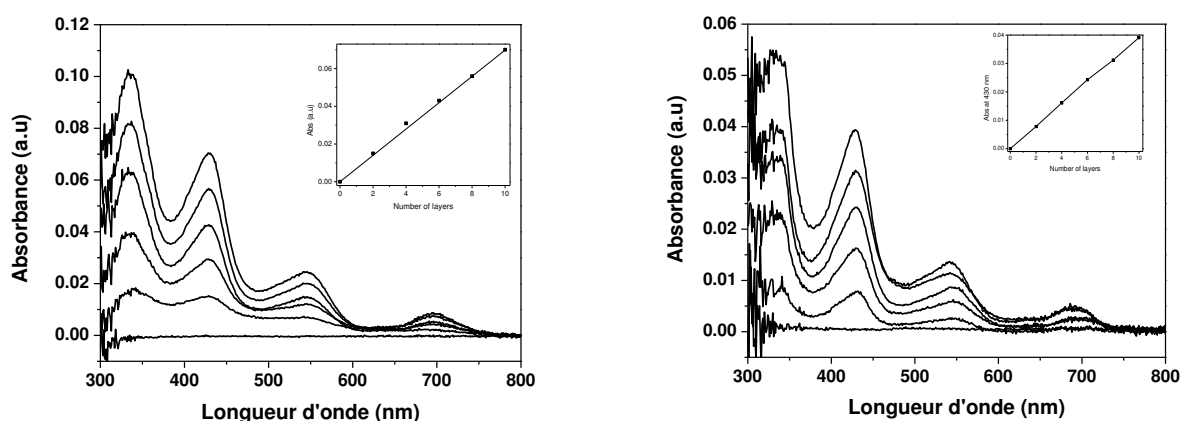 0.12
0.10
0.08
0.06
0.04
0.02
0.00
Absorbance (a.u)
300 400 500 600 700 800
Longueur d'onde (nm)
0.06
0.04
0.02
0.00
Abs (a.u)
0 2 4 6 8 10
Number of layers
0.06
0.05
0.04
0.03
0.02
0.01
0.00
Absorbance (a.u)
300 400 500 600 700 800
Longueur d'onde (nm)
0.04
0.03
0.02
0.01
0.00
Abs at 430 nm
0 2 4 6 8 10
Number of layers